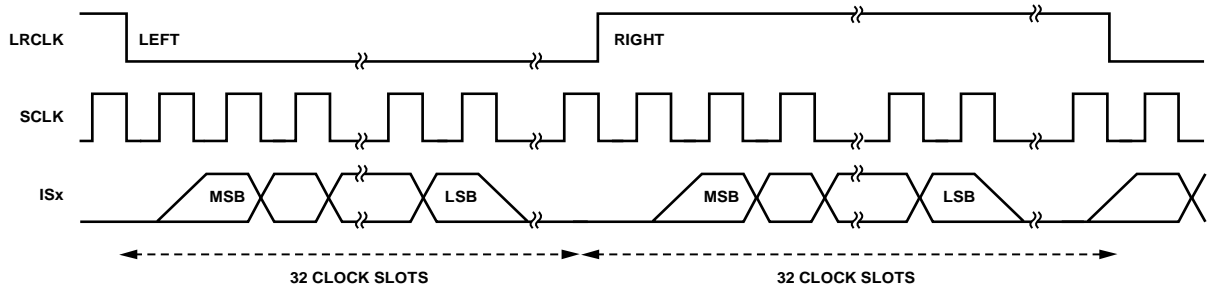 LRCLK LEFT RIGHT
SCLK
ISx MSB LSB MSB LSB
32 CLOCK SLOTS 32 CLOCK SLOTS